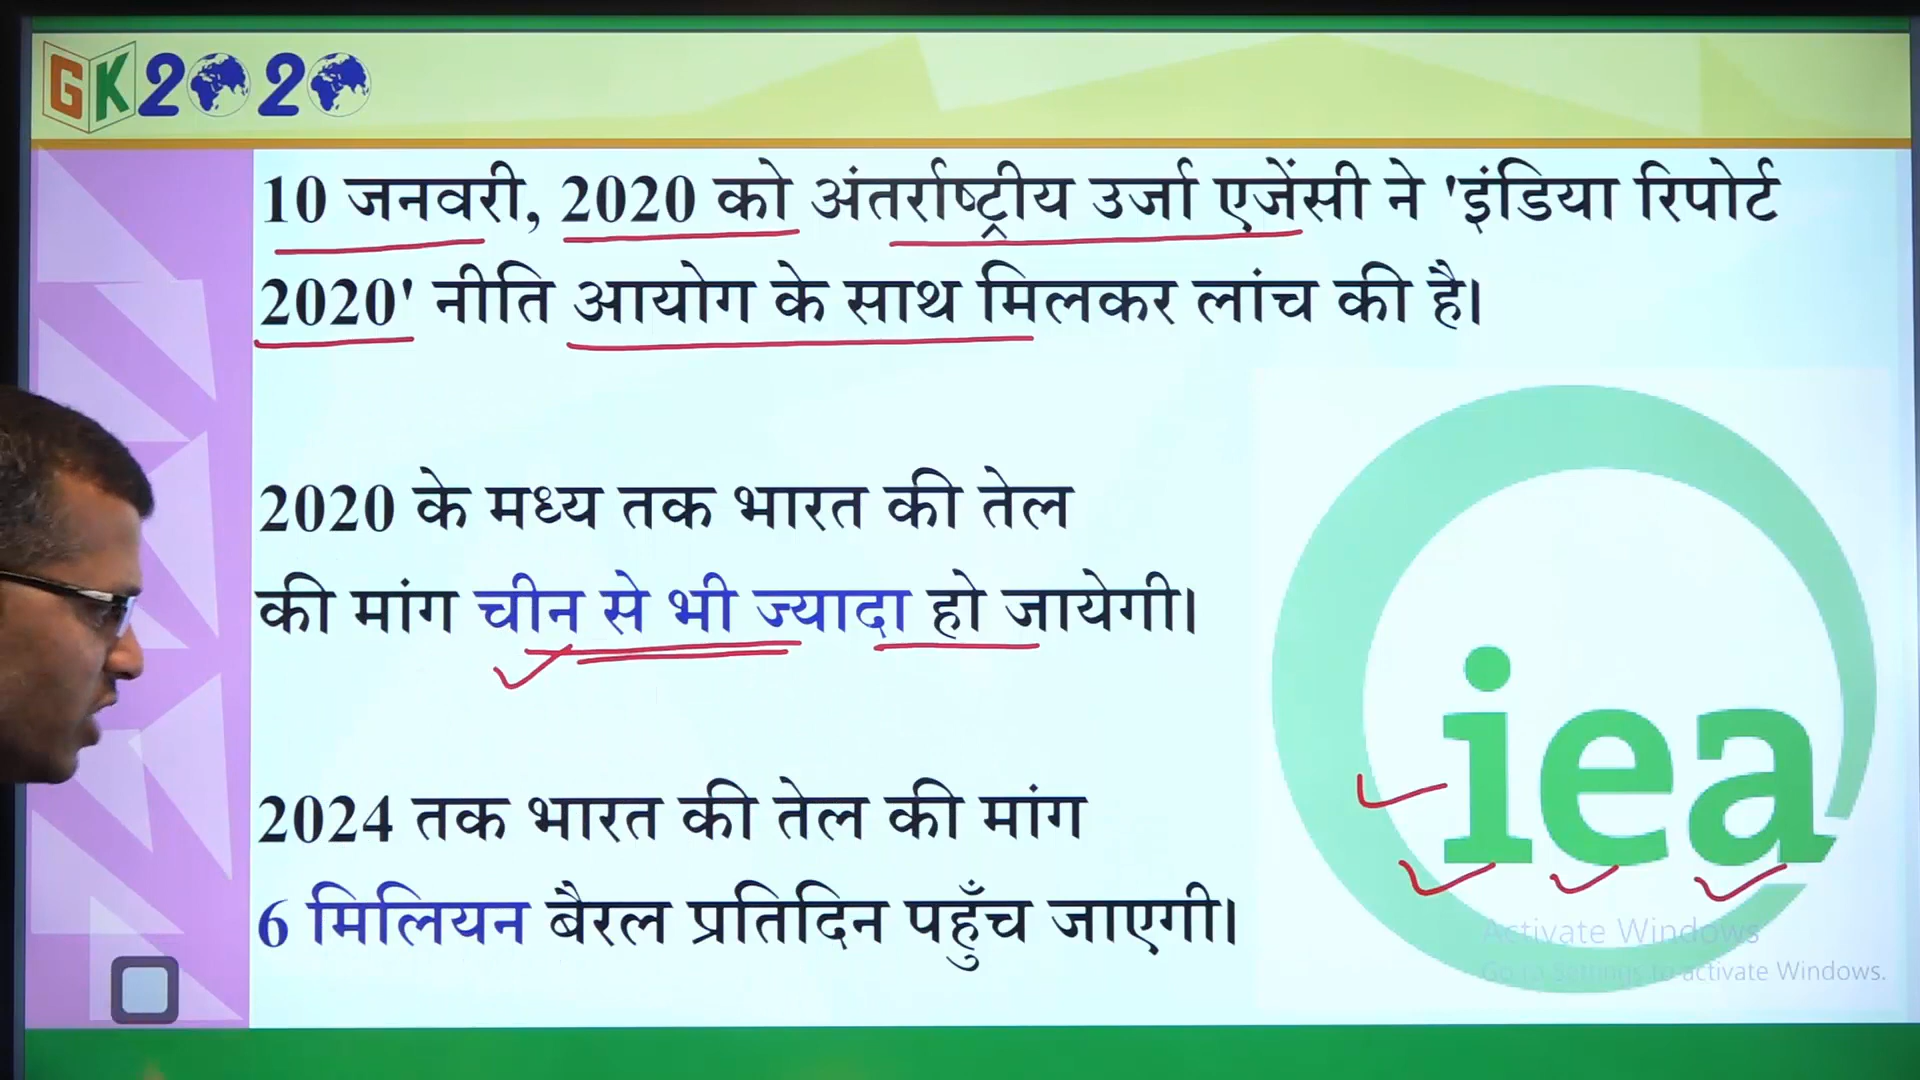 GK2020
10 जनवरी, 2020 को अंतर्राष्ट्रीय उर्जा एजेंसी ने 'इंडिया रिपोर्ट
2020' नीति आयोग के साथ मिलकर लांच की है।
2020 के मध्य तक भारत की तेल
की मांग चीन से भी ज्यादा हो जायेगी।
2024 तक भारत की तेल की मांग
6 मिलियन बैरल प्रतिदिन पहुँच जाएगी।
iea
Activate Windows
Go to Settings to activate Windows.